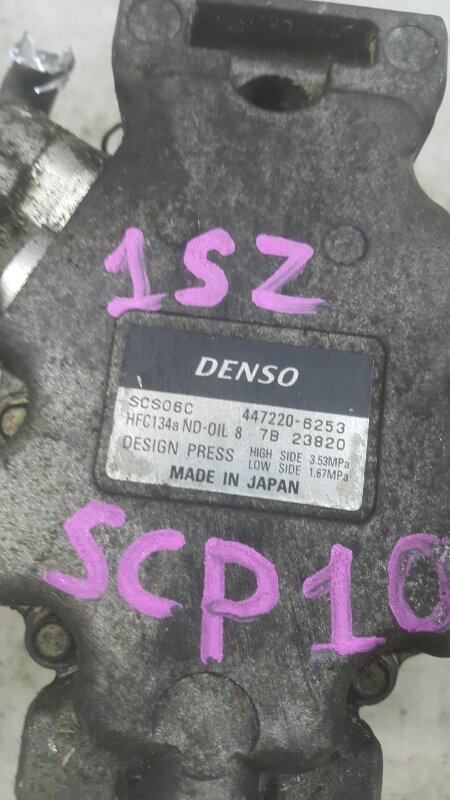 1SZ
DENSO
SCS06C 447220-6253
HFC134a ND-OIL 8 7B 23820
DESIGN PRESS HIGH SIDE 3.53MPa
LOW SIDE 1.67MPa
MADE IN JAPAN
SCP10